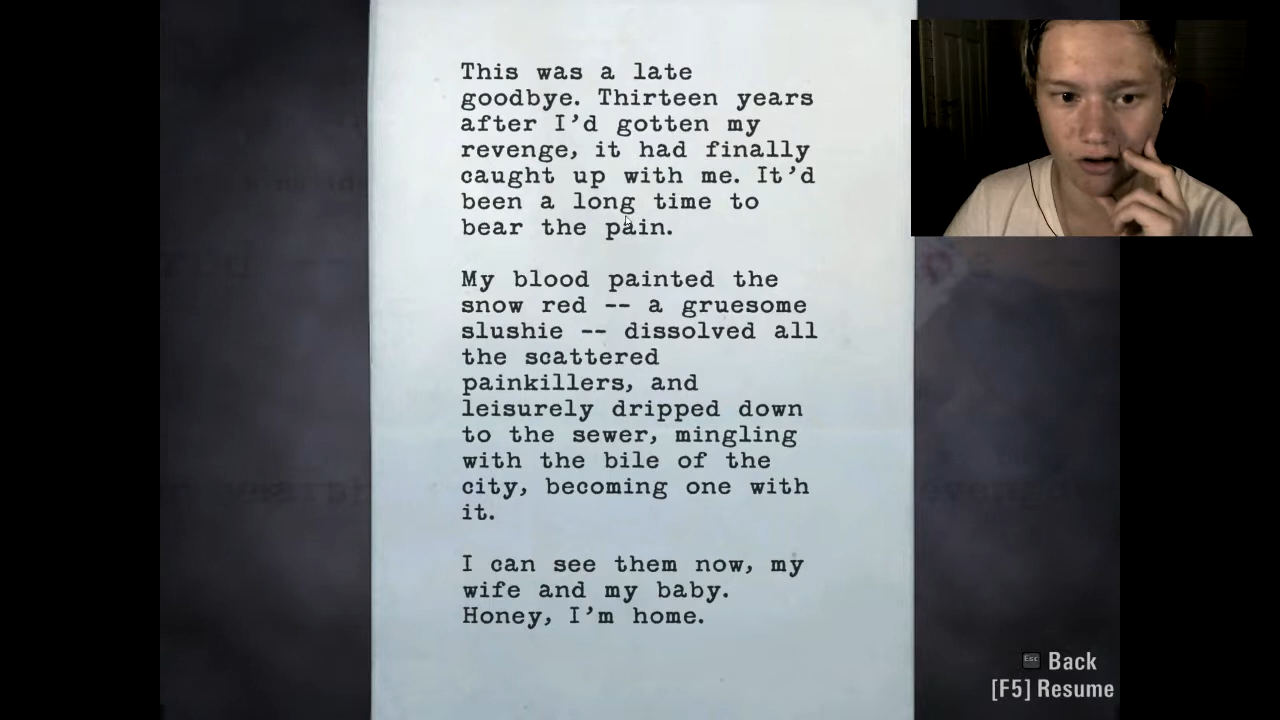 This was a late
goodbye. Thirteen years
after I'd gotten my
revenge, it had finally
caught up with me. It'd
been a long time to
bear the pain.
My blood painted the
snow red -- a gruesome
slushie -- dissolved all
the scattered
painkillers, and
leisurely dripped down
to the sewer, mingling
with the bile of the
city, becoming one with
it.
I can see them now, my
wife and my baby.
Honey, I'm home.
Esc Back
[F5] Resume